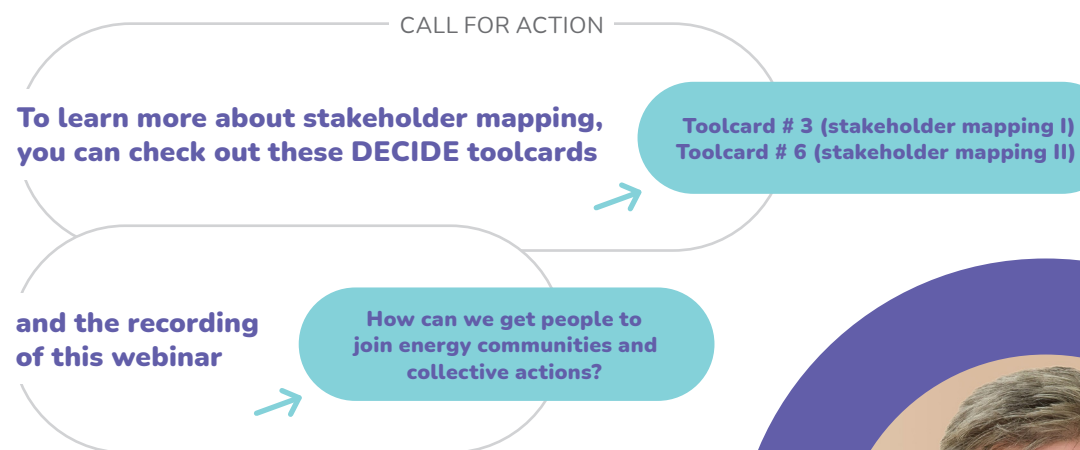 CALL FOR ACTION
To learn more about stakeholder mapping,
you can check out these DECIDE toolcards
Toolcard # 3 (stakeholder mapping I)
Toolcard # 6 (stakeholder mapping II)
and the recording
of this webinar
How can we get people to
join energy communities and
collective actions?